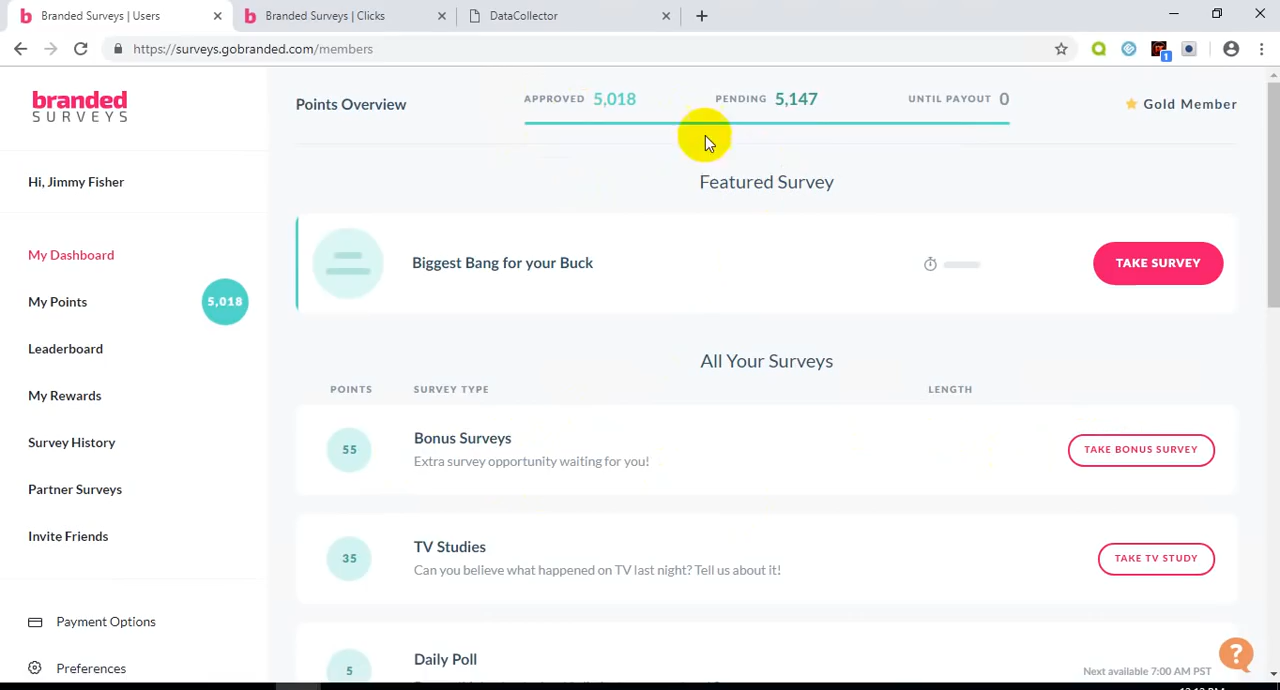 Branded Surveys | Users
Branded Surveys | Clicks
DataCollector
https://surveys.gobranded.com/members
1
branded
SURVEYS
Points Overview
APPROVED 5,018
PENDING 5,147
UNTIL PAYOUT 0
Gold Member
Hi, Jimmy Fisher
My Dashboard
My Points
5,018
Leaderboard
My Rewards
Survey History
Partner Surveys
Invite Friends
Payment Options
Preferences
Featured Survey
Biggest Bang for your Buck
TAKE SURVEY
All Your Surveys
POINTS SURVEY TYPE LENGTH
55
Bonus Surveys
Extra survey opportunity waiting for you!
TAKE BONUS SURVEY
35
TV Studies
Can you believe what happened on TV last night? Tell us about it!
TAKE TV STUDY
5
Daily Poll
Next available 7:00 AM PST
?